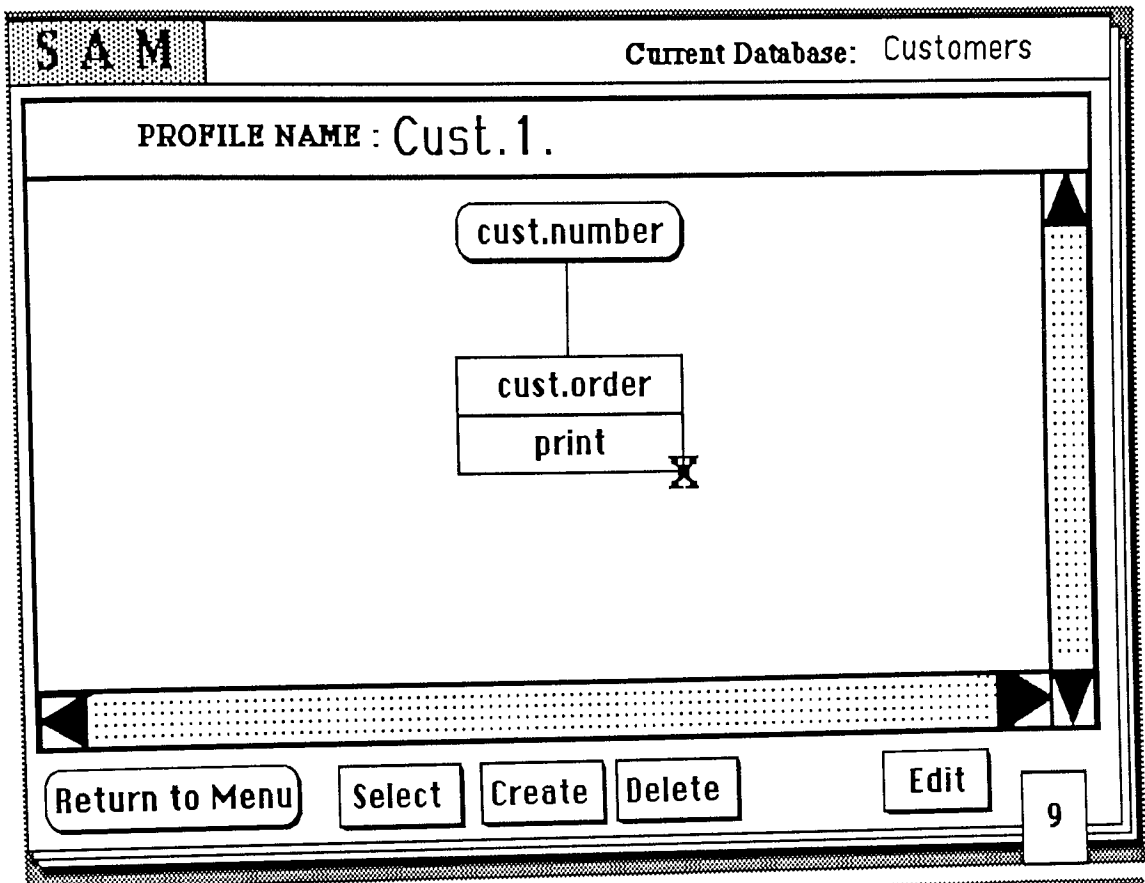 S A M
Current Database: Customers
PROFILE NAME : Cust.1.
cust.number
cust.order
print
X
Return to Menu Select Create Delete Edit
9